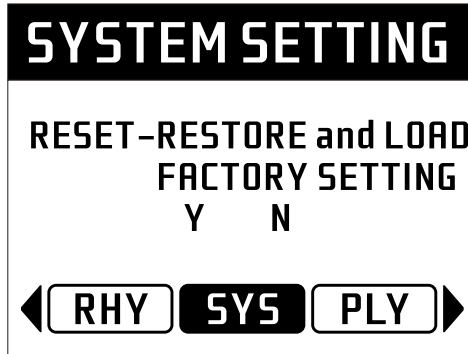 SYSTEM SETTING
RESET-RESTORE and LOAD
FACTORY SETTING
Y N
RHY SYS PLY